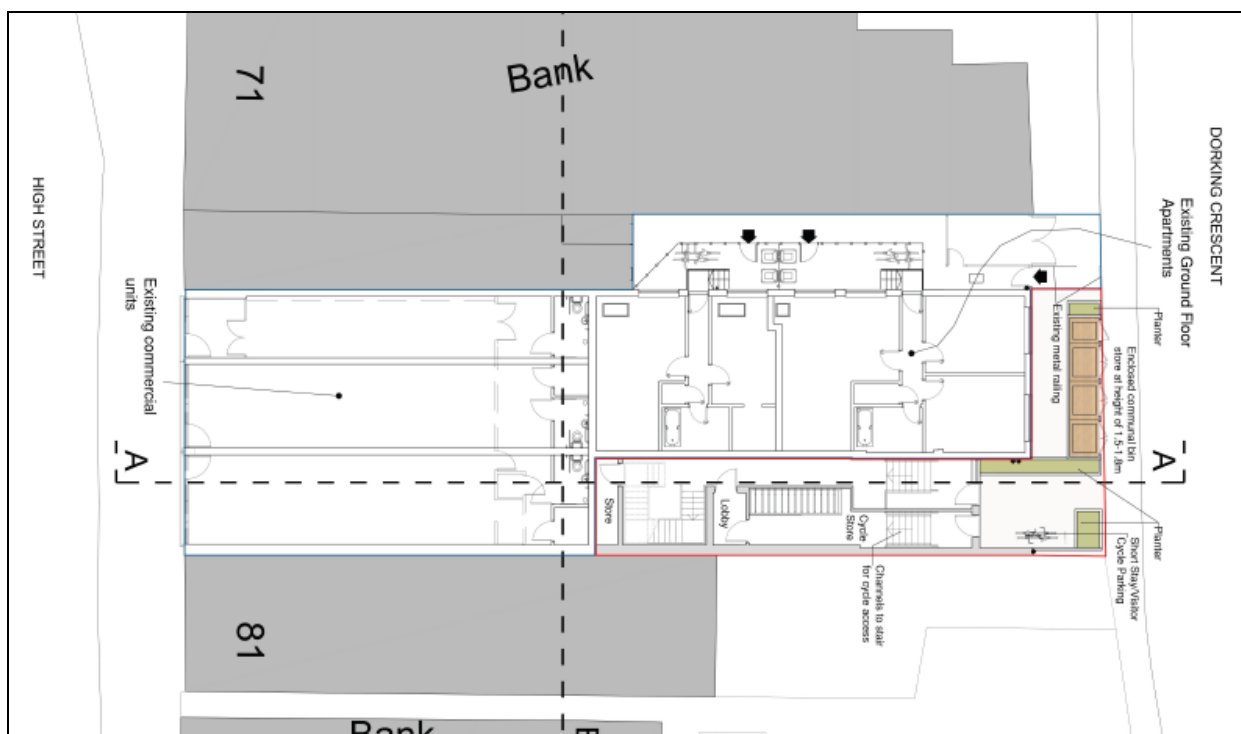 71
Bank
HIGH STREET
DORKING CRESCENT
Existing Ground Floor
Apartments
Planter
Existing metal railing
Enclosed communal bin
store at height of 1.5-1.8m
Existing commercial
units
A
A
Store
Lobby
Cycle
Store
Planter
Short Stay/Visitor
Cycle Parking
Channels to stair
for cycle access
81
Bank